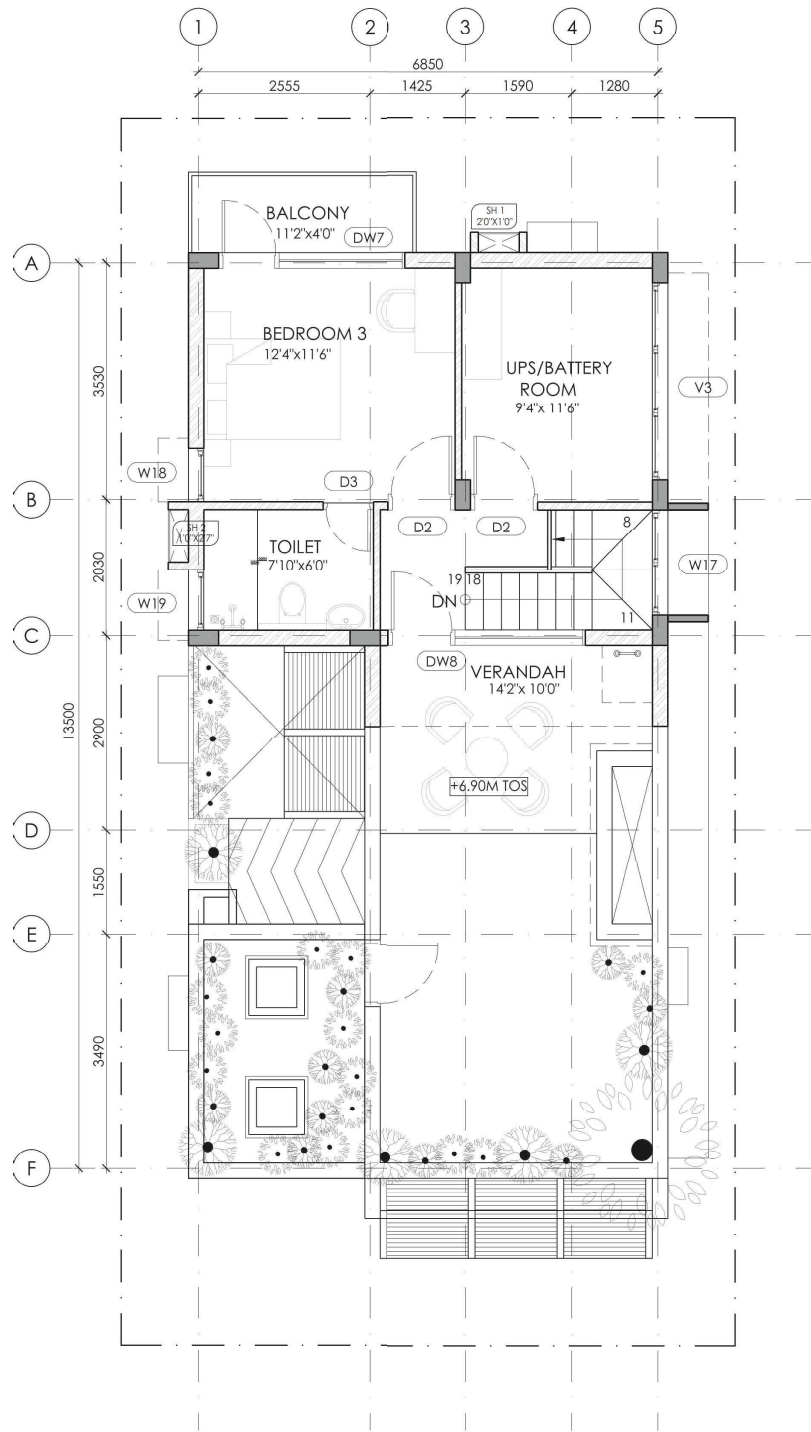 1 2 3 4 5
6850
2555 1425 1590 1280
BALCONY
11'2"x4'0"
DW7
SH 1
2'0"X1'0"
A
BEDROOM 3
12'4"x11'6"
UPS/BATTERY
ROOM
9'4"x 11'6"
V3
3530
W18
D3
B
D2
D2
8
SH 2
1'0"X2'7"
TOILET
7'10"x6'0"
2030
W17
19 18
W19
DN
11
C
DW8
VERANDAH
14'2"x 10'0"
13500
2900
+6.90M TOS
D
1550
E
3490
F